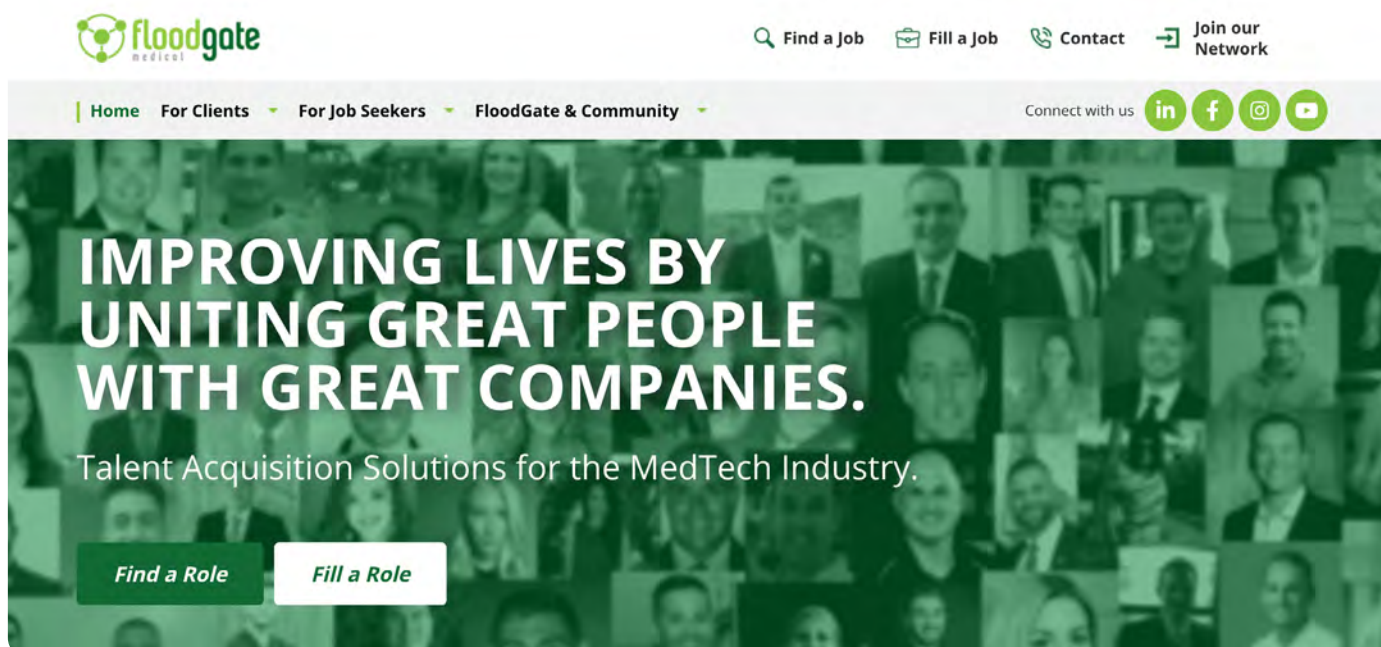 floodgate
medical
Find a Job
Fill a Job
Contact
Join our
Network
Home
For Clients
For Job Seekers
FloodGate & Community
Connect with us
in
f
IMPROVING LIVES BY
UNITING GREAT PEOPLE
WITH GREAT COMPANIES.
Talent Acquisition Solutions for the MedTech Industry.
Find a Role
Fill a Role